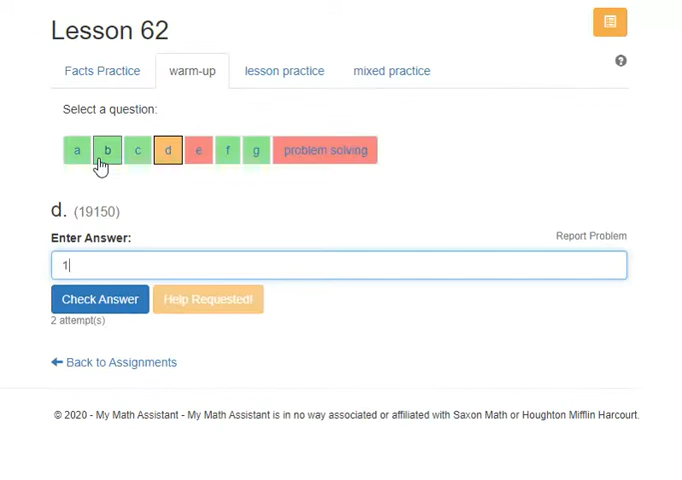 Lesson 62
Facts Practice warm-up lesson practice mixed practice
Select a question:
a b c d e f g problem solving
d. (19150)
Enter Answer: Report Problem
1
Check Answer Help Requested!
2 attempt(s)
Back to Assignments
© 2020 - My Math Assistant - My Math Assistant is in no way associated or affiliated with Saxon Math or Houghton Mifflin Harcourt.